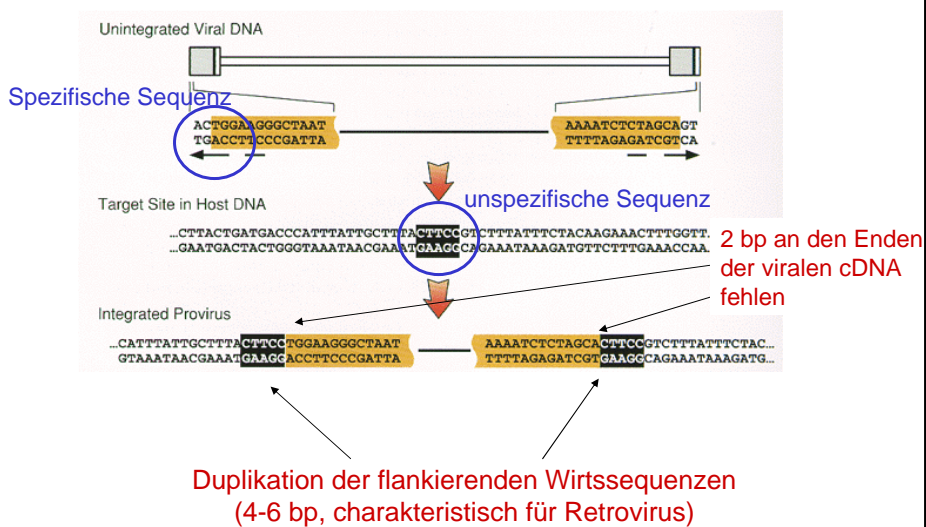 Unintegrated Viral DNA
Spezifische Sequenz
ACTGGAAGGGCTAAT AAAATCTCTAGCAGT
TGACCTTCCCGATTA TTTTAGAGATCGTCA
unspezifische Sequenz
Target Site in Host DNA
...CTTACTGATGACCCATTTATTGCTTTACTTCCGTCTTTATTTCTACAAGAAACTTTGGTT.
...GAATGACTACTGGGTAAATAACGAAATGAAGGCAGAAATAAAGATGTTCTTTGAAACCAA.
2 bp an den Enden
der viralen cDNA
fehlen
Integrated Provirus
...CATTTATTGCTTTACTTCCTGGAAGGGCTAAT AAAATCTCTAGCACTTCCGTCTTTATTTCTAC...
GTAAATAACGAAATGAAGGACCTTCCCGATTA TTTTAGAGATCGTGAAGGCAGAAATAAAGATG...
Duplikation der flankierenden Wirtssequenzen
(4-6 bp, charakteristisch für Retrovirus)